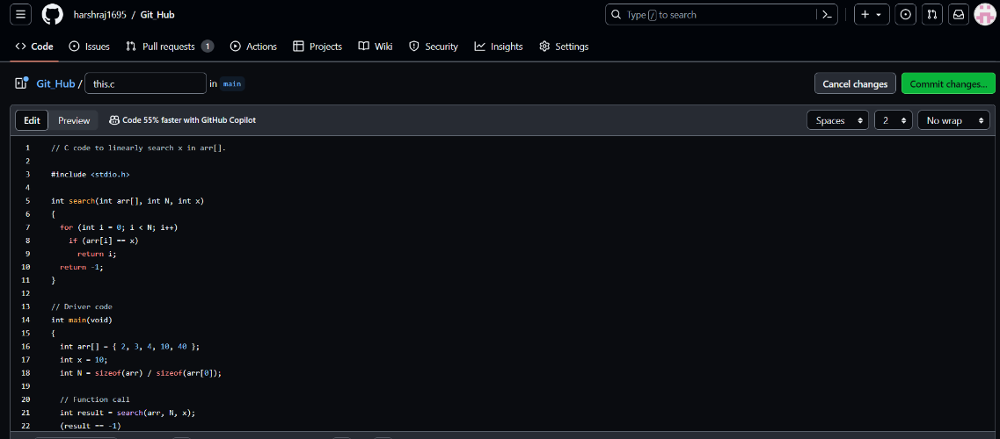 harshraj1695 / Git_Hub
Type / to search
<> Code Issues Pull requests 1 Actions Projects Wiki Security Insights Settings
Git_Hub / this.c in main Cancel changes Commit changes...
Edit Preview Code 55% faster with GitHub Copilot Spaces 2 No wrap
1 // C code to linearly search x in arr[].
2
3 #include <stdio.h>
4
5 int search(int arr[], int N, int x)
6 {
7 for (int i = 0; i < N; i++)
8 if (arr[i] == x)
9 return i;
10 return -1;
11 }
12
13 // Driver code
14 int main(void)
15 {
16 int arr[] = { 2, 3, 4, 10, 40 };
17 int x = 10;
18 int N = sizeof(arr) / sizeof(arr[0]);
19
20 // Function call
21 int result = search(arr, N, x);
22 (result == -1)